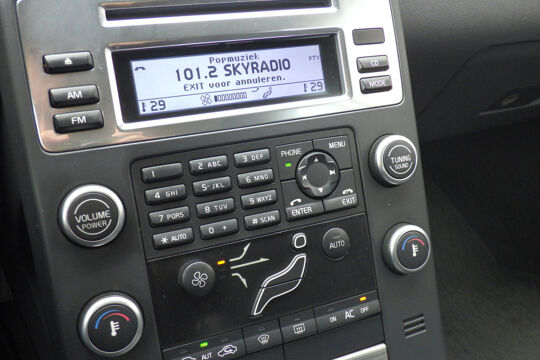 Popmuziek
PTY
101.2 SKYRADIO
EXIT voor annuleren.
29
29
AM
FM
CD
MODE
1
2 ABC
3 DEF
4 GHI
5 JKL
6 MNO
7 PQRS
8 TUV
9 WXYZ
* AUTO
0 +
# SCAN
PHONE
MENU
ENTER
EXIT
VOLUME
POWER
TUNING
SOUND
AUTO
AUT
ON AC OFF